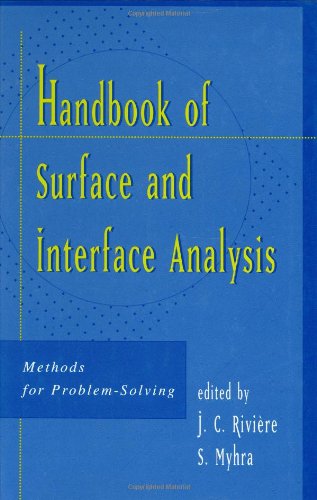 Handbook of
Surface and
Interface Analysis
Methods
for Problem-Solving
edited by
J. C. Rivière
S. Myhra